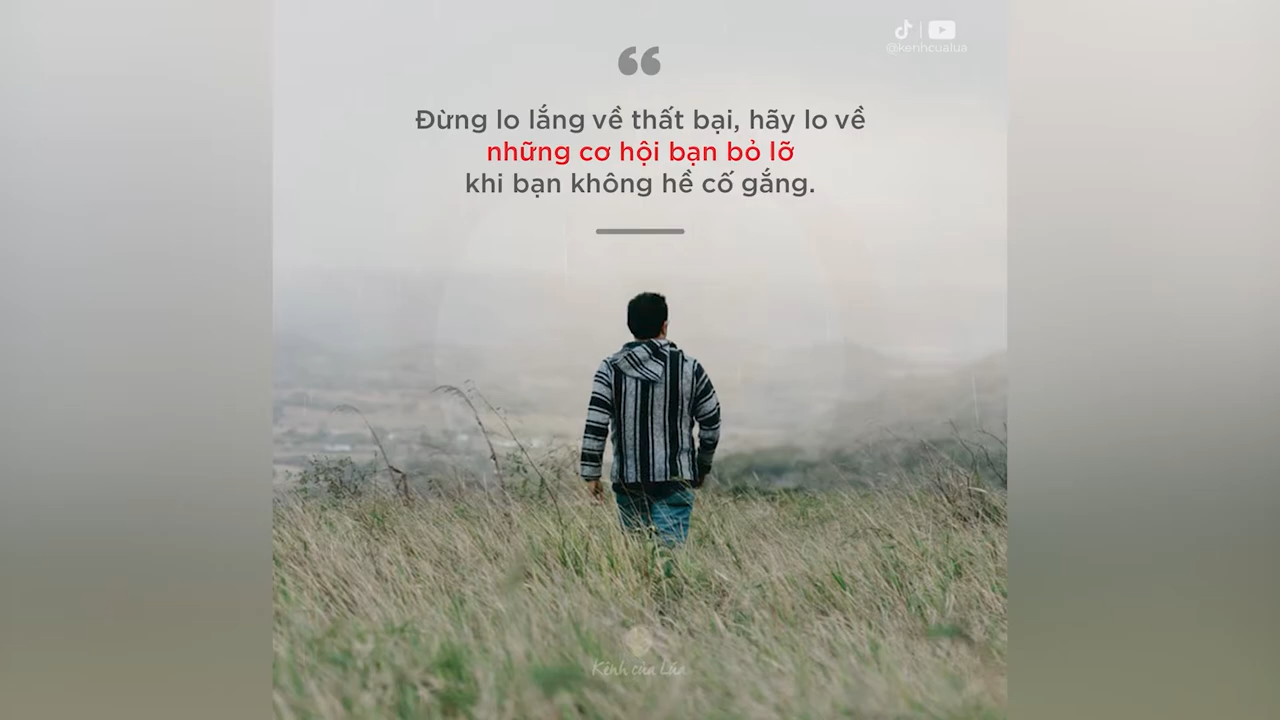 @kenhcualua
“
Đừng lo lắng về thất bại, hãy lo về
những cơ hội bạn bỏ lỡ
khi bạn không hề cố gắng.
Kênh của Lúa